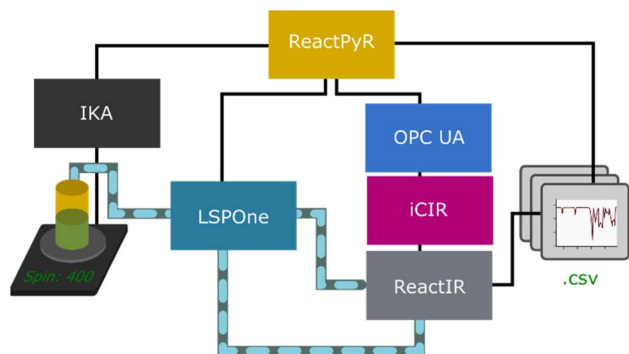 ReactPyR
IKA
OPC UA
LSPOne
iCIR
ReactIR
Spin: 400
.csv